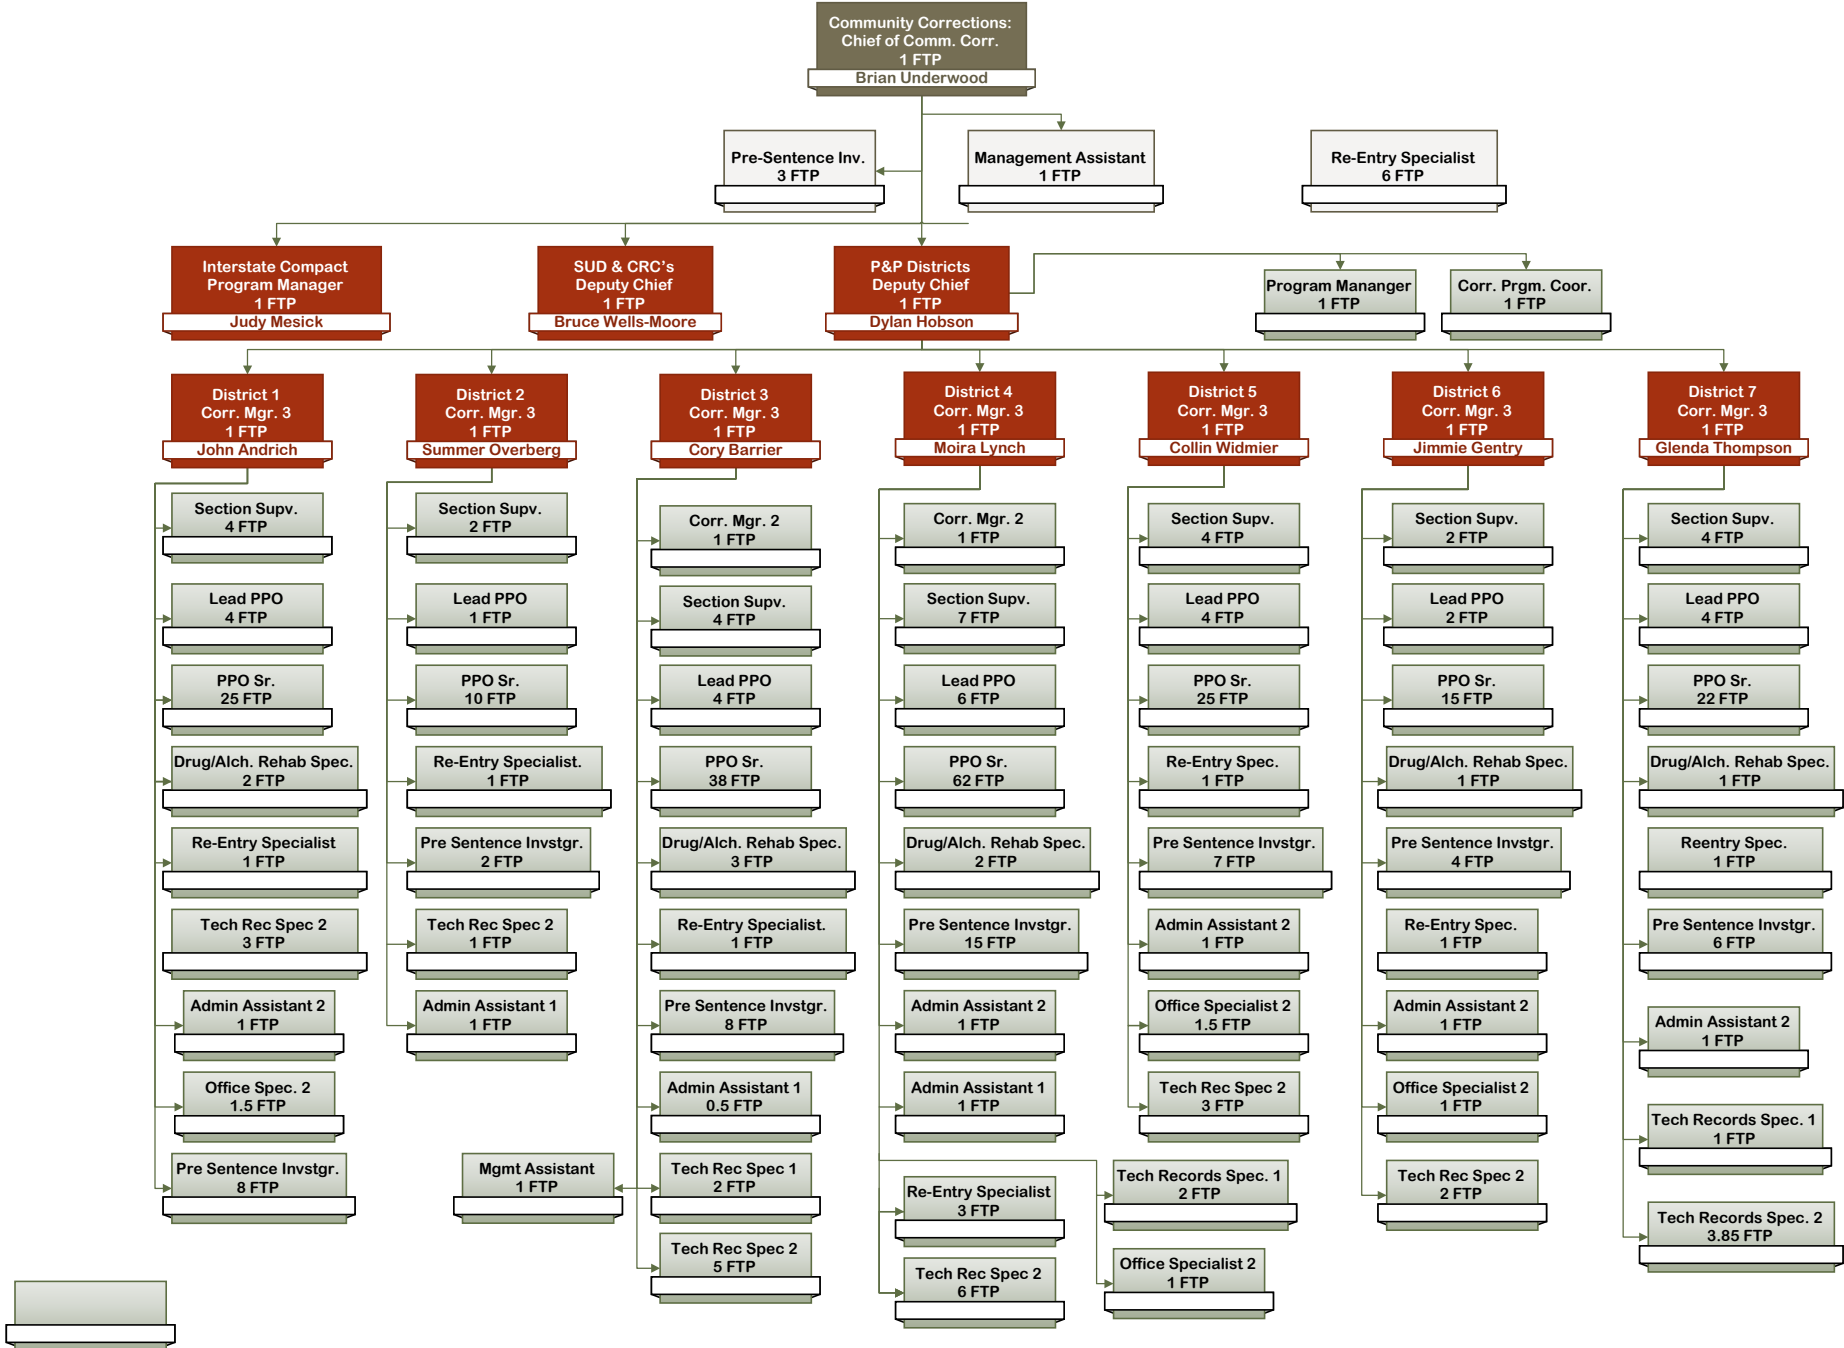 Community Corrections:
Chief of Comm. Corr.
1 FTP
Brian Underwood
Pre-Sentence Inv.
3 FTP
Management Assistant
1 FTP
Re-Entry Specialist
6 FTP
Interstate Compact
Program Manager
1 FTP
Judy Mesick
SUD & CRC's
Deputy Chief
1 FTP
Bruce Wells-Moore
P&P Districts
Deputy Chief
1 FTP
Dylan Hobson
Program Mananger
1 FTP
Corr. Prgm. Coor.
1 FTP
District 1
Corr. Mgr. 3
1 FTP
John Andrich
Section Supv.
4 FTP
Lead PPO
4 FTP
PPO Sr.
25 FTP
Drug/Alch. Rehab Spec.
2 FTP
Re-Entry Specialist
1 FTP
Tech Rec Spec 2
3 FTP
Admin Assistant 2
1 FTP
Office Spec. 2
1.5 FTP
Pre Sentence Invstgr.
8 FTP
District 2
Corr. Mgr. 3
1 FTP
Summer Overberg
Section Supv.
2 FTP
Lead PPO
1 FTP
PPO Sr.
10 FTP
Re-Entry Specialist.
1 FTP
Pre Sentence Invstgr.
2 FTP
Tech Rec Spec 2
1 FTP
Admin Assistant 1
1 FTP
District 3
Corr. Mgr. 3
1 FTP
Cory Barrier
Corr. Mgr. 2
1 FTP
Section Supv.
4 FTP
Lead PPO
4 FTP
PPO Sr.
38 FTP
Drug/Alch. Rehab Spec.
3 FTP
Re-Entry Specialist.
1 FTP
Pre Sentence Invstgr.
8 FTP
Admin Assistant 1
0.5 FTP
Mgmt Assistant
1 FTP
Tech Rec Spec 1
2 FTP
Tech Rec Spec 2
5 FTP
District 4
Corr. Mgr. 3
1 FTP
Moira Lynch
Corr. Mgr. 2
1 FTP
Section Supv.
7 FTP
Lead PPO
6 FTP
PPO Sr.
62 FTP
Drug/Alch. Rehab Spec.
2 FTP
Pre Sentence Invstgr.
15 FTP
Admin Assistant 2
1 FTP
Admin Assistant 1
1 FTP
Re-Entry Specialist
3 FTP
Tech Rec Spec 2
6 FTP
Tech Records Spec. 1
2 FTP
Office Specialist 2
1 FTP
District 5
Corr. Mgr. 3
1 FTP
Collin Widmier
Section Supv.
4 FTP
Lead PPO
4 FTP
PPO Sr.
25 FTP
Re-Entry Spec.
1 FTP
Pre Sentence Invstgr.
7 FTP
Admin Assistant 2
1 FTP
Office Specialist 2
1.5 FTP
Tech Rec Spec 2
3 FTP
District 6
Corr. Mgr. 3
1 FTP
Jimmie Gentry
Section Supv.
2 FTP
Lead PPO
2 FTP
PPO Sr.
15 FTP
Drug/Alch. Rehab Spec.
1 FTP
Pre Sentence Invstgr.
4 FTP
Re-Entry Spec.
1 FTP
Admin Assistant 2
1 FTP
Office Specialist 2
1 FTP
Tech Rec Spec 2
2 FTP
District 7
Corr. Mgr. 3
1 FTP
Glenda Thompson
Section Supv.
4 FTP
Lead PPO
4 FTP
PPO Sr.
22 FTP
Drug/Alch. Rehab Spec.
1 FTP
Reentry Spec.
1 FTP
Pre Sentence Invstgr.
6 FTP
Admin Assistant 2
1 FTP
Tech Records Spec. 1
1 FTP
Tech Records Spec. 2
3.85 FTP